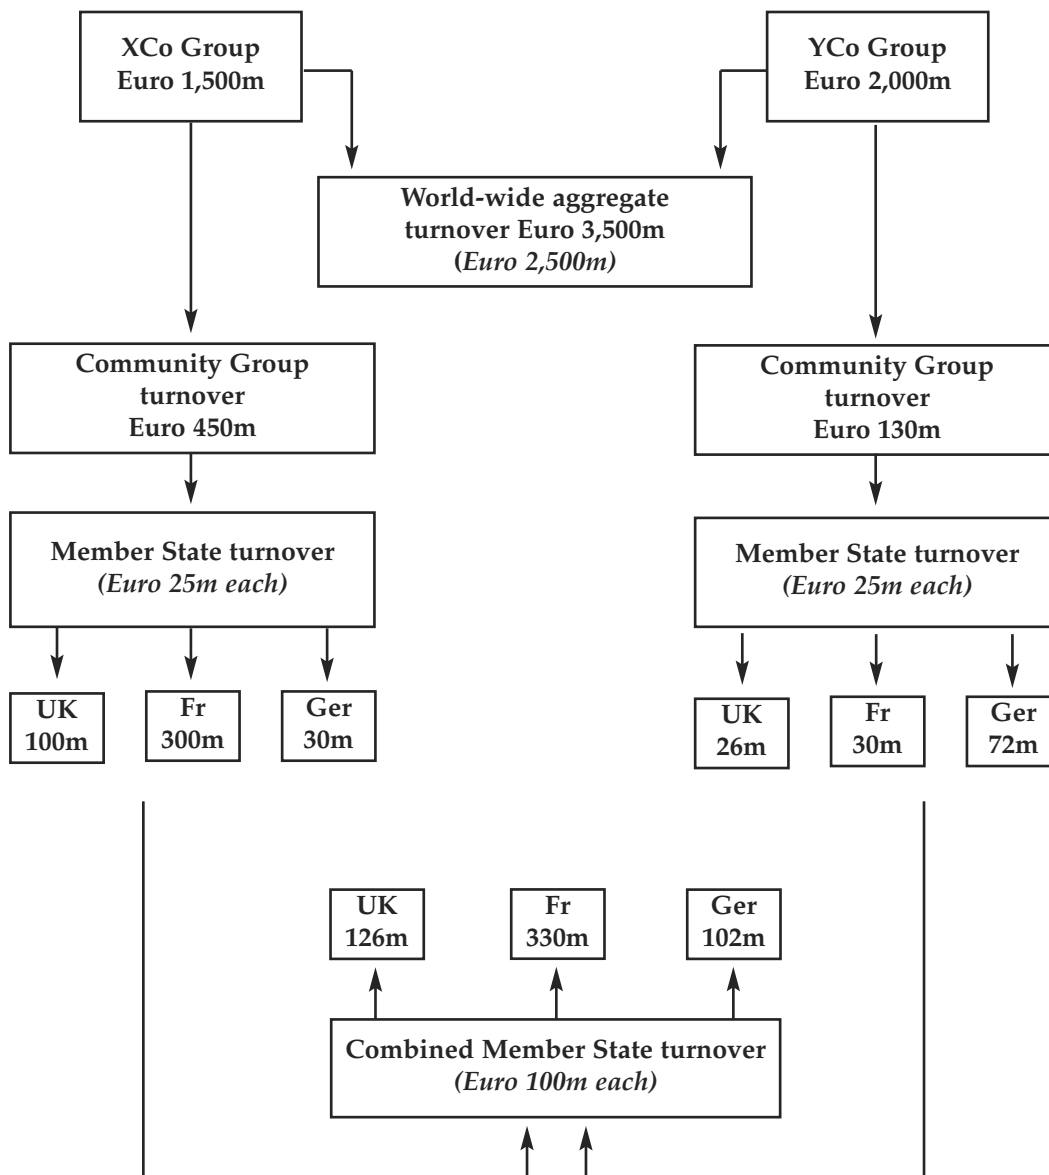 XCo Group
Euro 1,500m
YCo Group
Euro 2,000m
World-wide aggregate
turnover Euro 3,500m
(Euro 2,500m)
Community Group
turnover
Euro 450m
Community Group
turnover
Euro 130m
Member State turnover
(Euro 25m each)
Member State turnover
(Euro 25m each)
UK
100m
Fr
300m
Ger
30m
UK
26m
Fr
30m
Ger
72m
UK
126m
Fr
330m
Ger
102m
Combined Member State turnover
(Euro 100m each)